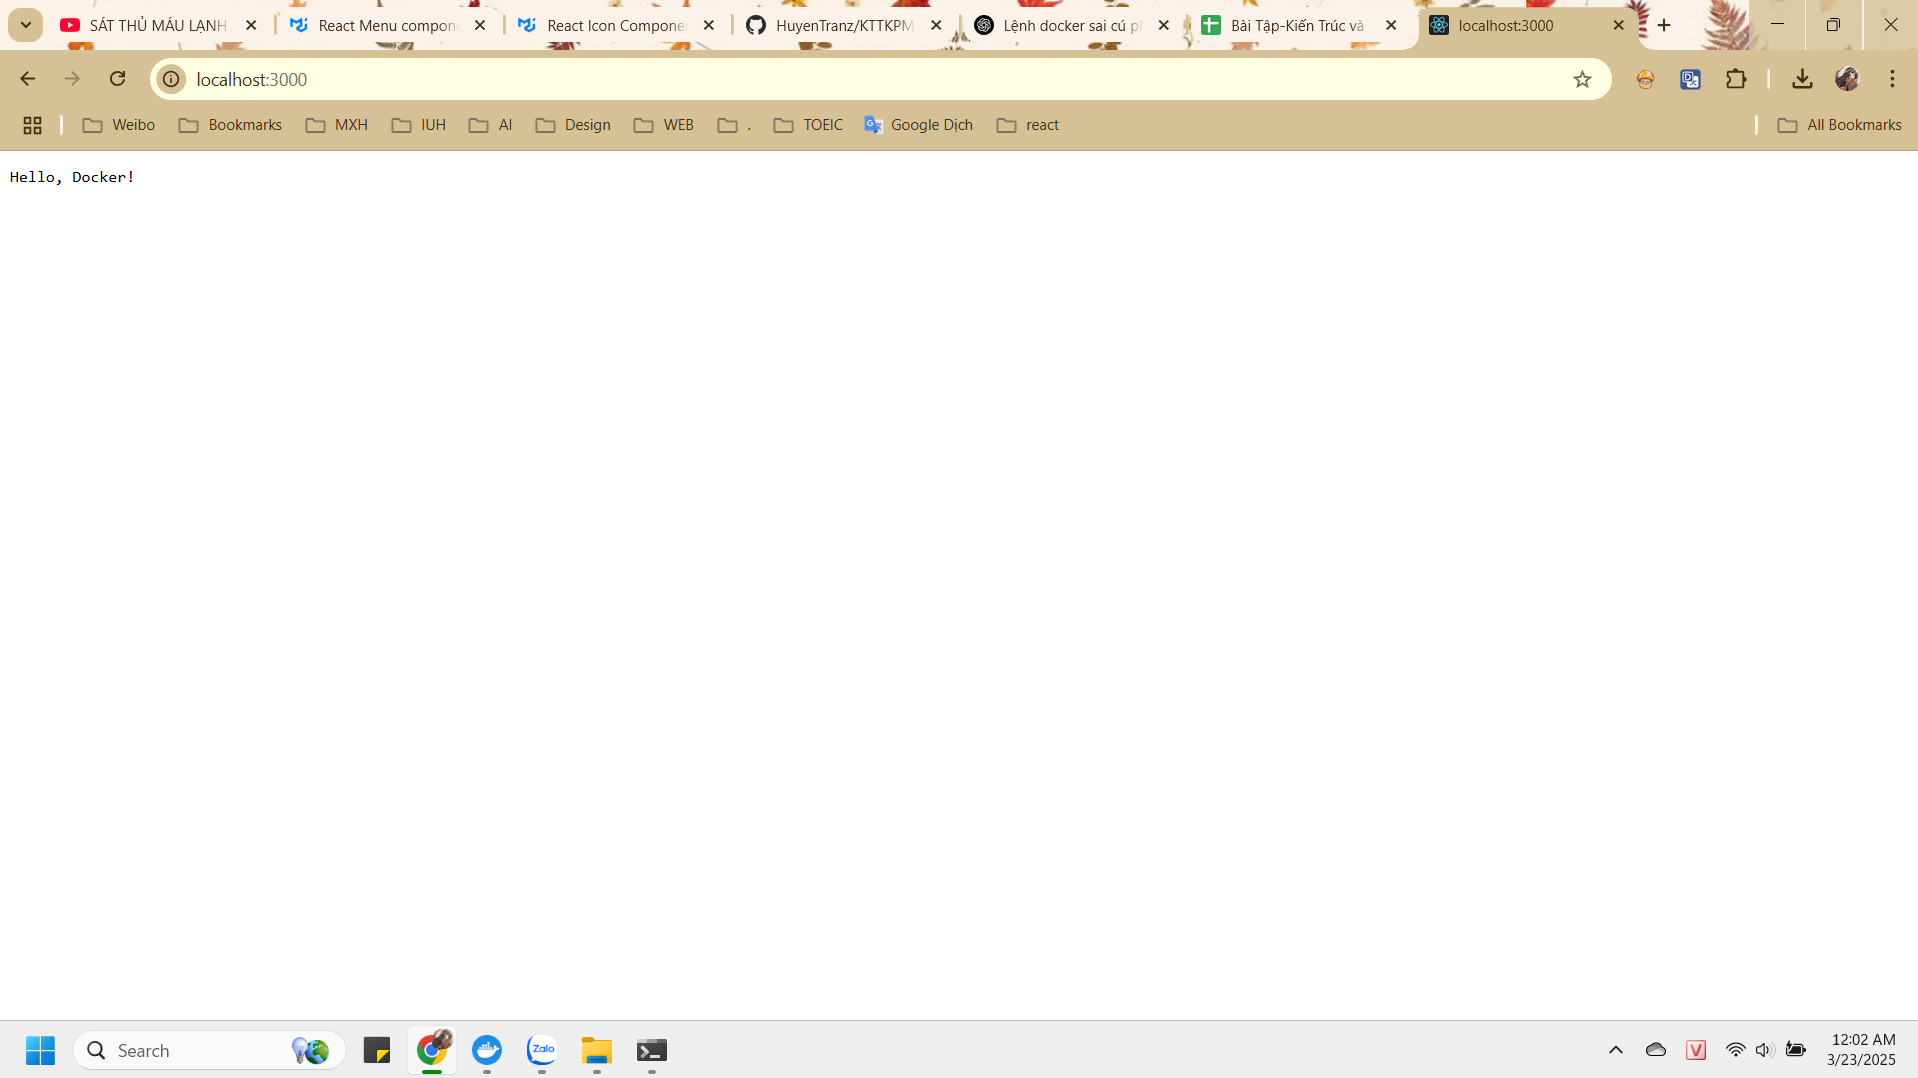 SÁT THỦ MÁU LẠNH
React Menu compone
React Icon Componen
HuyenTranz/KTTKPM
Lệnh docker sai cú p
Bài Tập-Kiến Trúc và
localhost:3000
localhost:3000
Weibo
Bookmarks
MXH
IUH
AI
Design
WEB
.
TOEIC
Google Dịch
react
All Bookmarks
Hello, Docker!
Search
Zalo
V
12:02 AM
3/23/2025